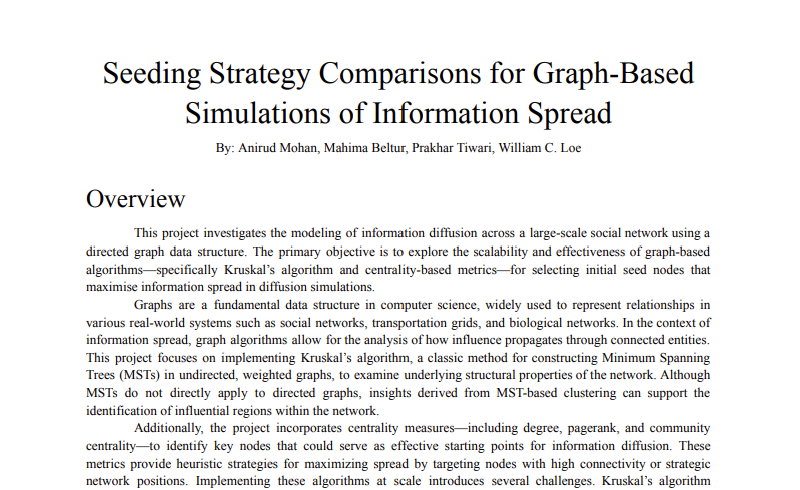 Seeding Strategy Comparisons for Graph-Based
Simulations of Information Spread
By: Anirud Mohan, Mahima Beltur, Prakhar Tiwari, William C. Loe
Overview
This project investigates the modeling of information diffusion across a large-scale social network using a
directed graph data structure. The primary objective is to explore the scalability and effectiveness of graph-based
algorithms—specifically Kruskal's algorithm and centrality-based metrics—for selecting initial seed nodes that
maximise information spread in diffusion simulations.
Graphs are a fundamental data structure in computer science, widely used to represent relationships in
various real-world systems such as social networks, transportation grids, and biological networks. In the context of
information spread, graph algorithms allow for the analysis of how influence propagates through connected entities.
This project focuses on implementing Kruskal's algorithm, a classic method for constructing Minimum Spanning
Trees (MSTs) in undirected, weighted graphs, to examine underlying structural properties of the network. Although
MSTs do not directly apply to directed graphs, insights derived from MST-based clustering can support the
identification of influential regions within the network.
Additionally, the project incorporates centrality measures—including degree, pagerank, and community
centrality—to identify key nodes that could serve as effective starting points for information diffusion. These
metrics provide heuristic strategies for maximizing spread by targeting nodes with high connectivity or strategic
network positions. Implementing these algorithms at scale introduces several challenges. Kruskal's algorithm